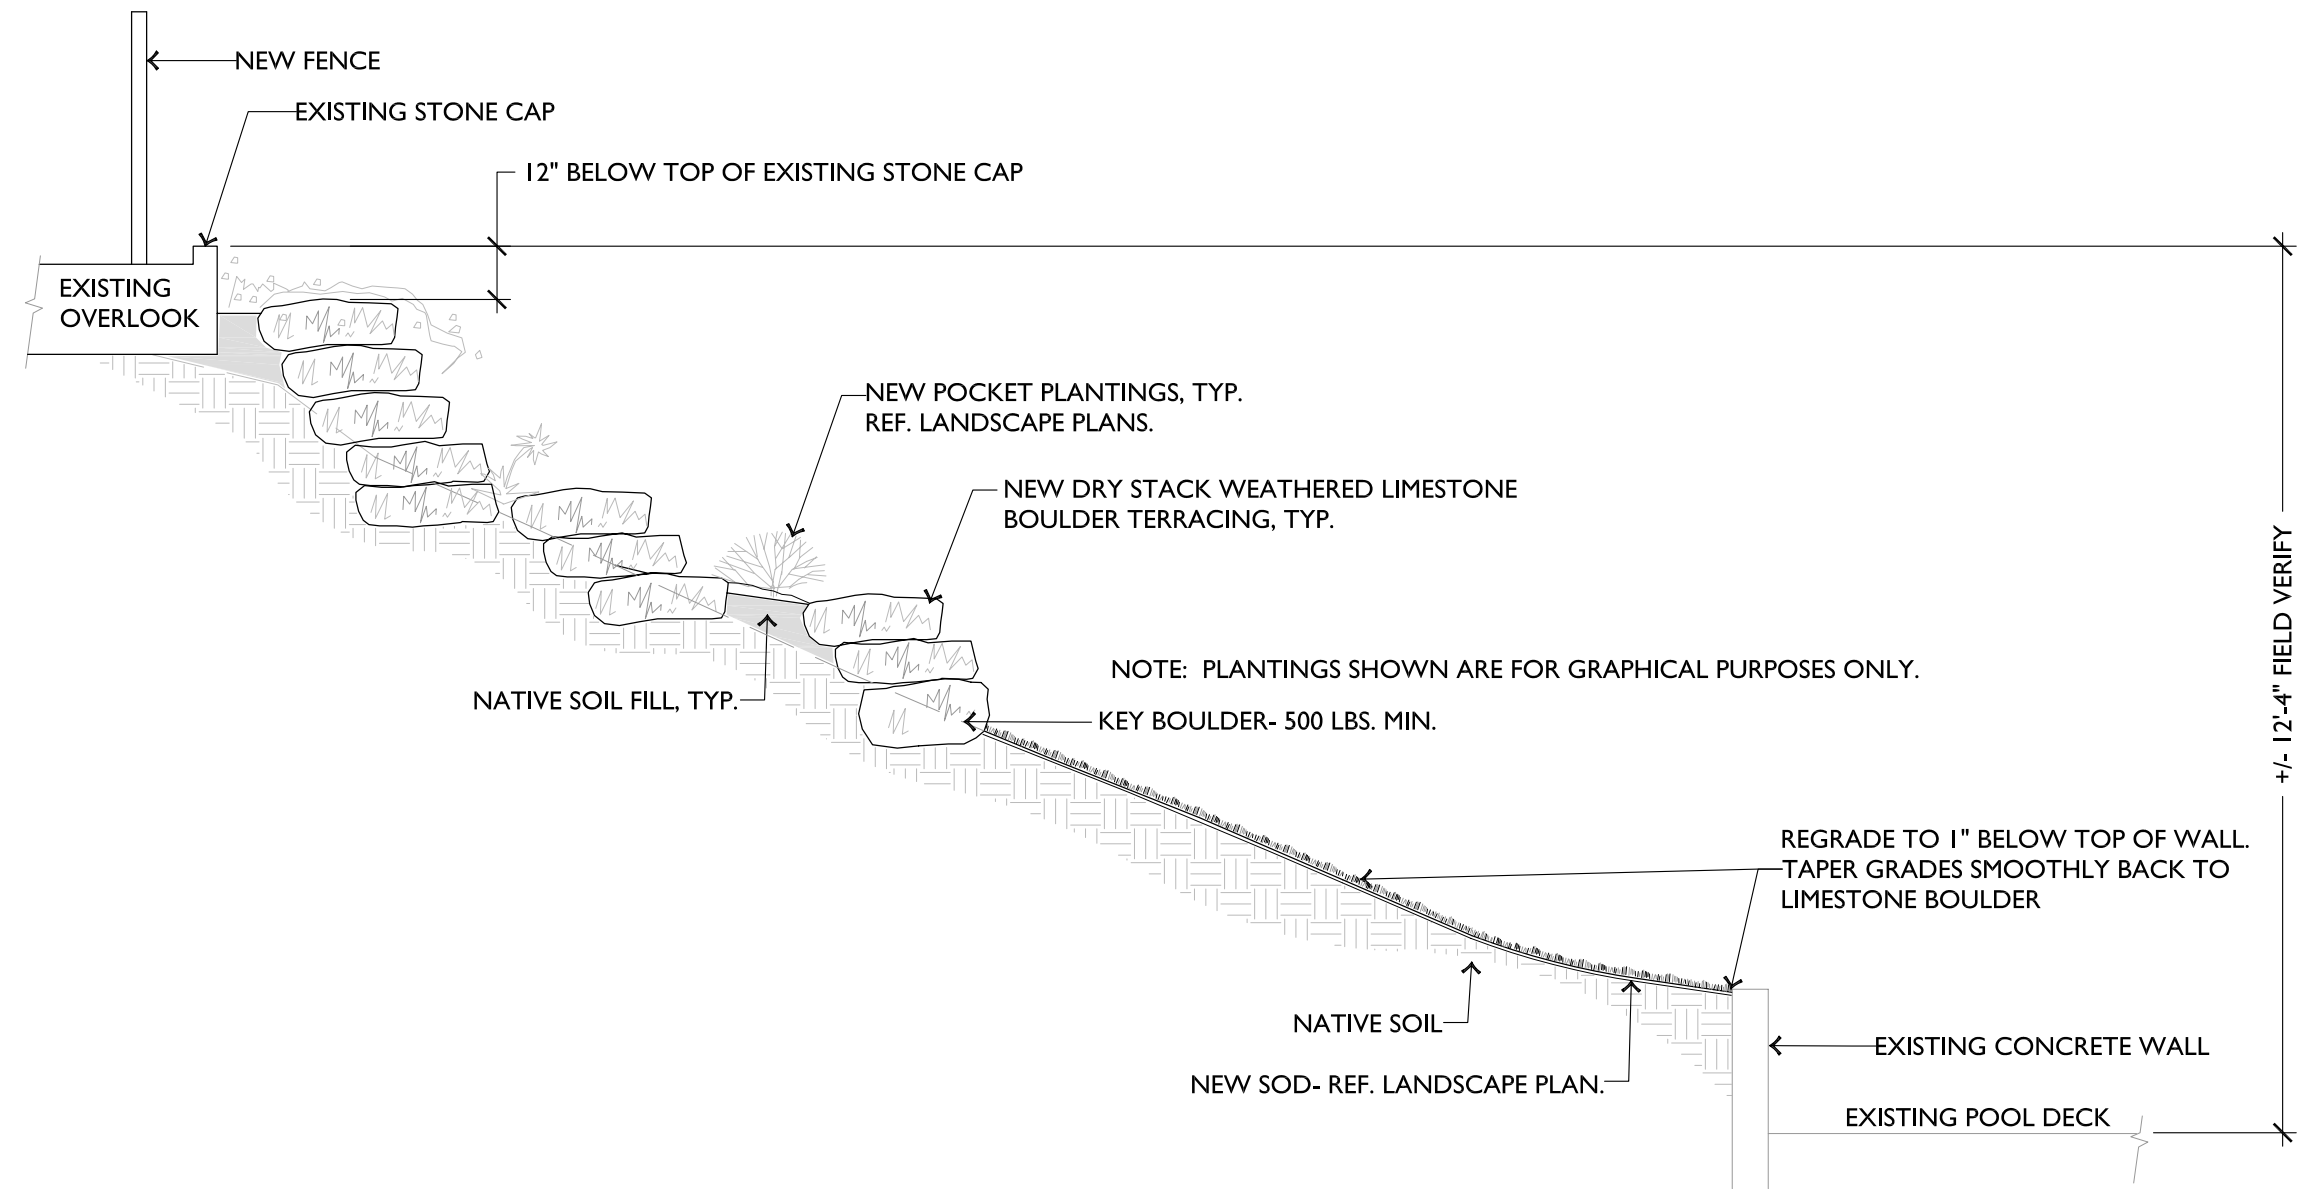 NEW FENCE
EXISTING STONE CAP
12" BELOW TOP OF EXISTING STONE CAP
EXISTING
OVERLOOK
NEW POCKET PLANTINGS, TYP.
REF. LANDSCAPE PLANS.
NEW DRY STACK WEATHERED LIMESTONE
BOULDER TERRACING, TYP.
+/- 12'-4" FIELD VERIFY
NOTE:  PLANTINGS SHOWN ARE FOR GRAPHICAL PURPOSES ONLY.
NATIVE SOIL FILL, TYP.
KEY BOULDER- 500 LBS. MIN.
REGRADE TO 1" BELOW TOP OF WALL.
TAPER GRADES SMOOTHLY BACK TO
LIMESTONE BOULDER
NATIVE SOIL
EXISTING CONCRETE WALL
NEW SOD- REF. LANDSCAPE PLAN.
EXISTING POOL DECK